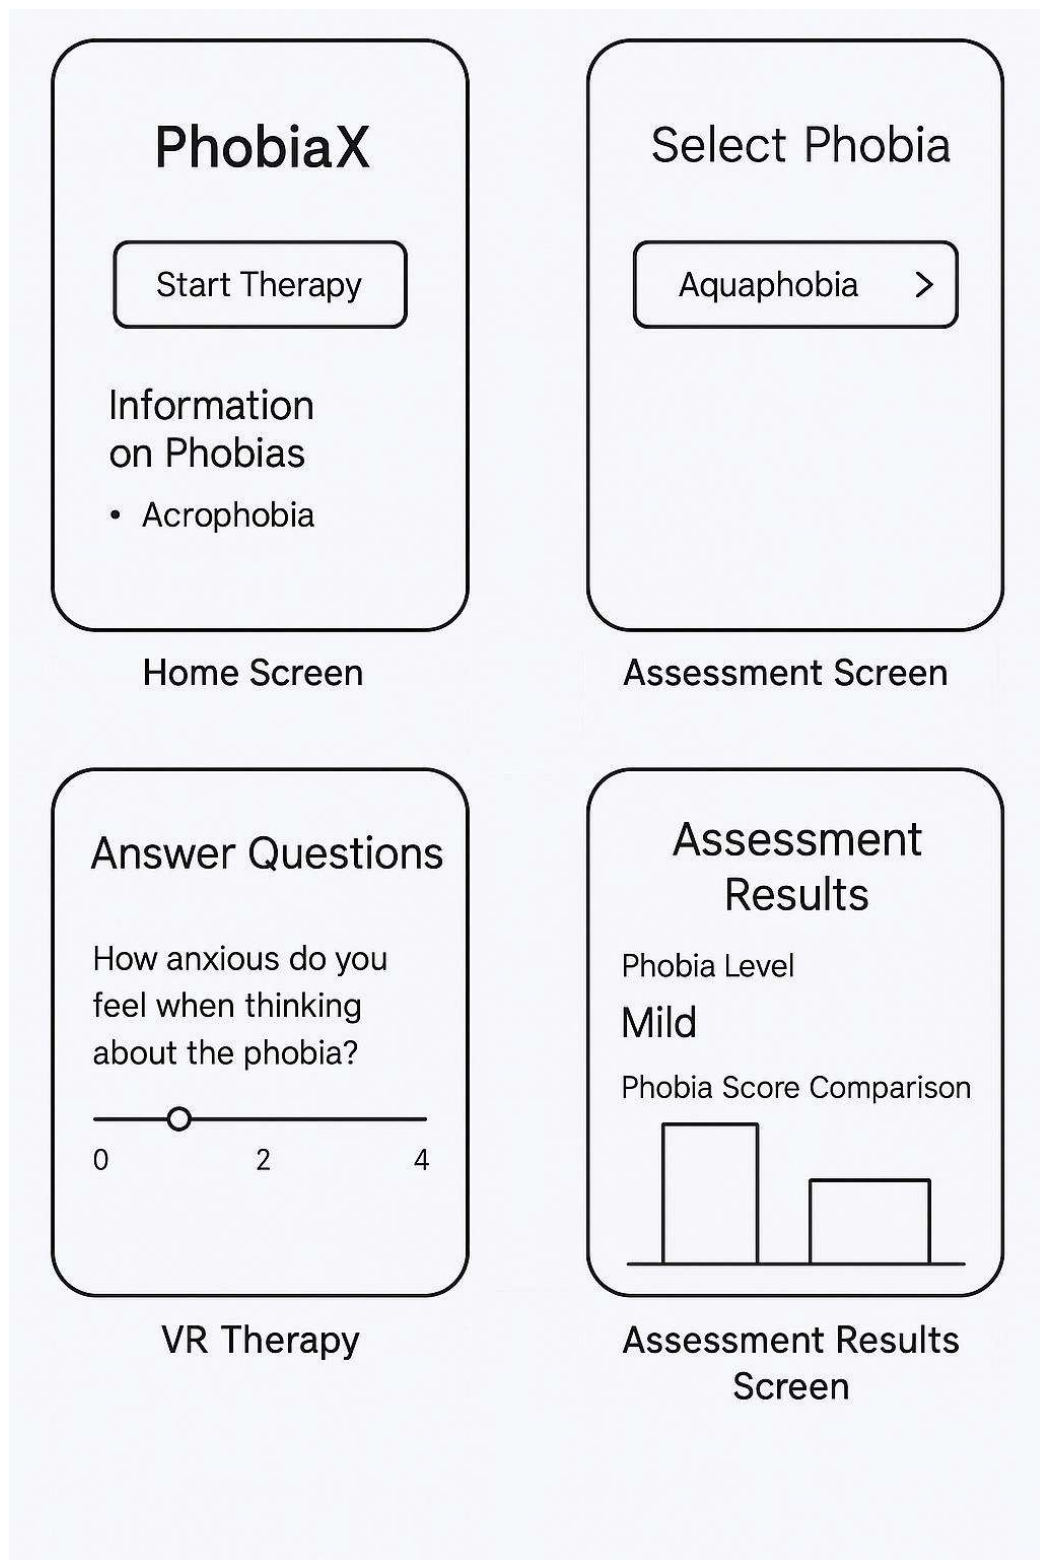 PhobiaX
Start Therapy
Information
on Phobias
• Acrophobia
Home Screen
Select Phobia
Aquaphobia >
Assessment Screen
Answer Questions
How anxious do you
feel when thinking
about the phobia?
0 2 4
VR Therapy
Assessment
Results
Phobia Level
Mild
Phobia Score Comparison
Assessment Results
Screen